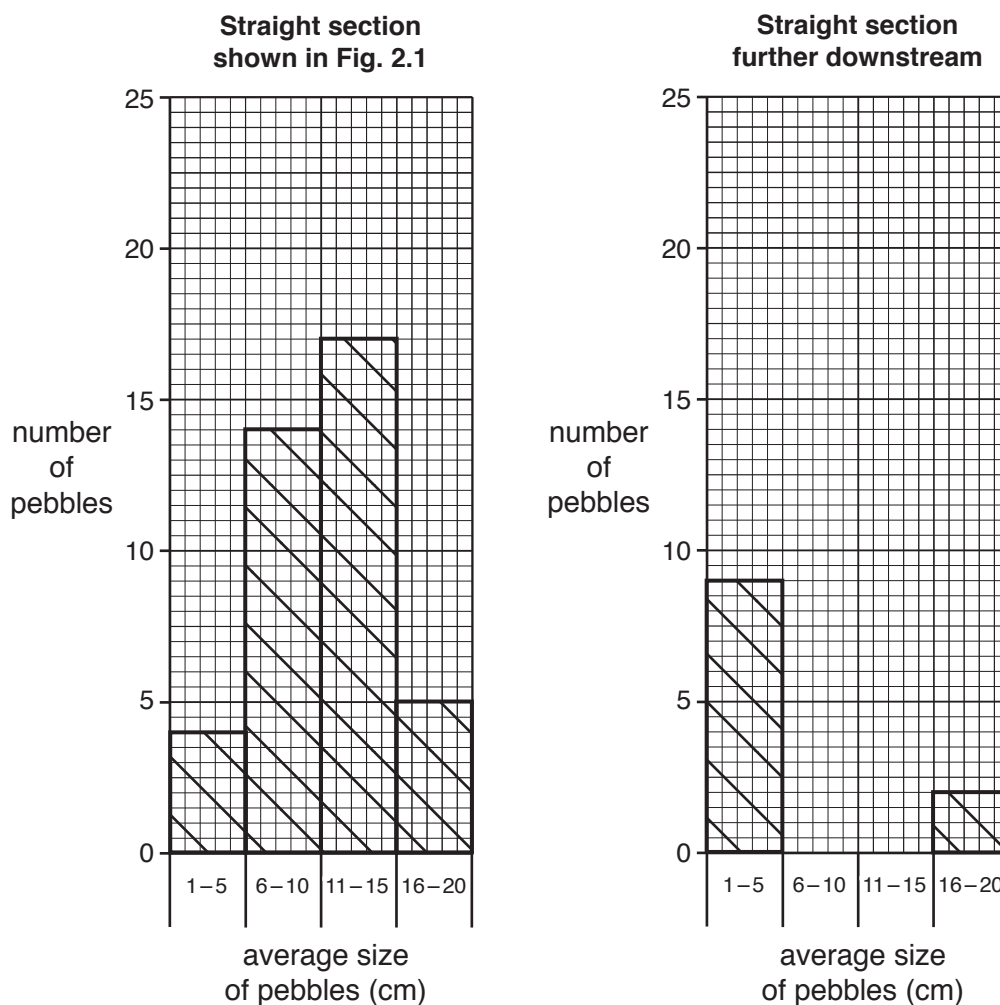 Straight section
shown in Fig. 2.1
25
20
15
10
5
0
number
of
pebbles
1–5 6–10 11–15 16–20
average size
of pebbles (cm)
Straight section
further downstream
25
20
15
10
5
0
number
of
pebbles
1–5 6–10 11–15 16–20
average size
of pebbles (cm)